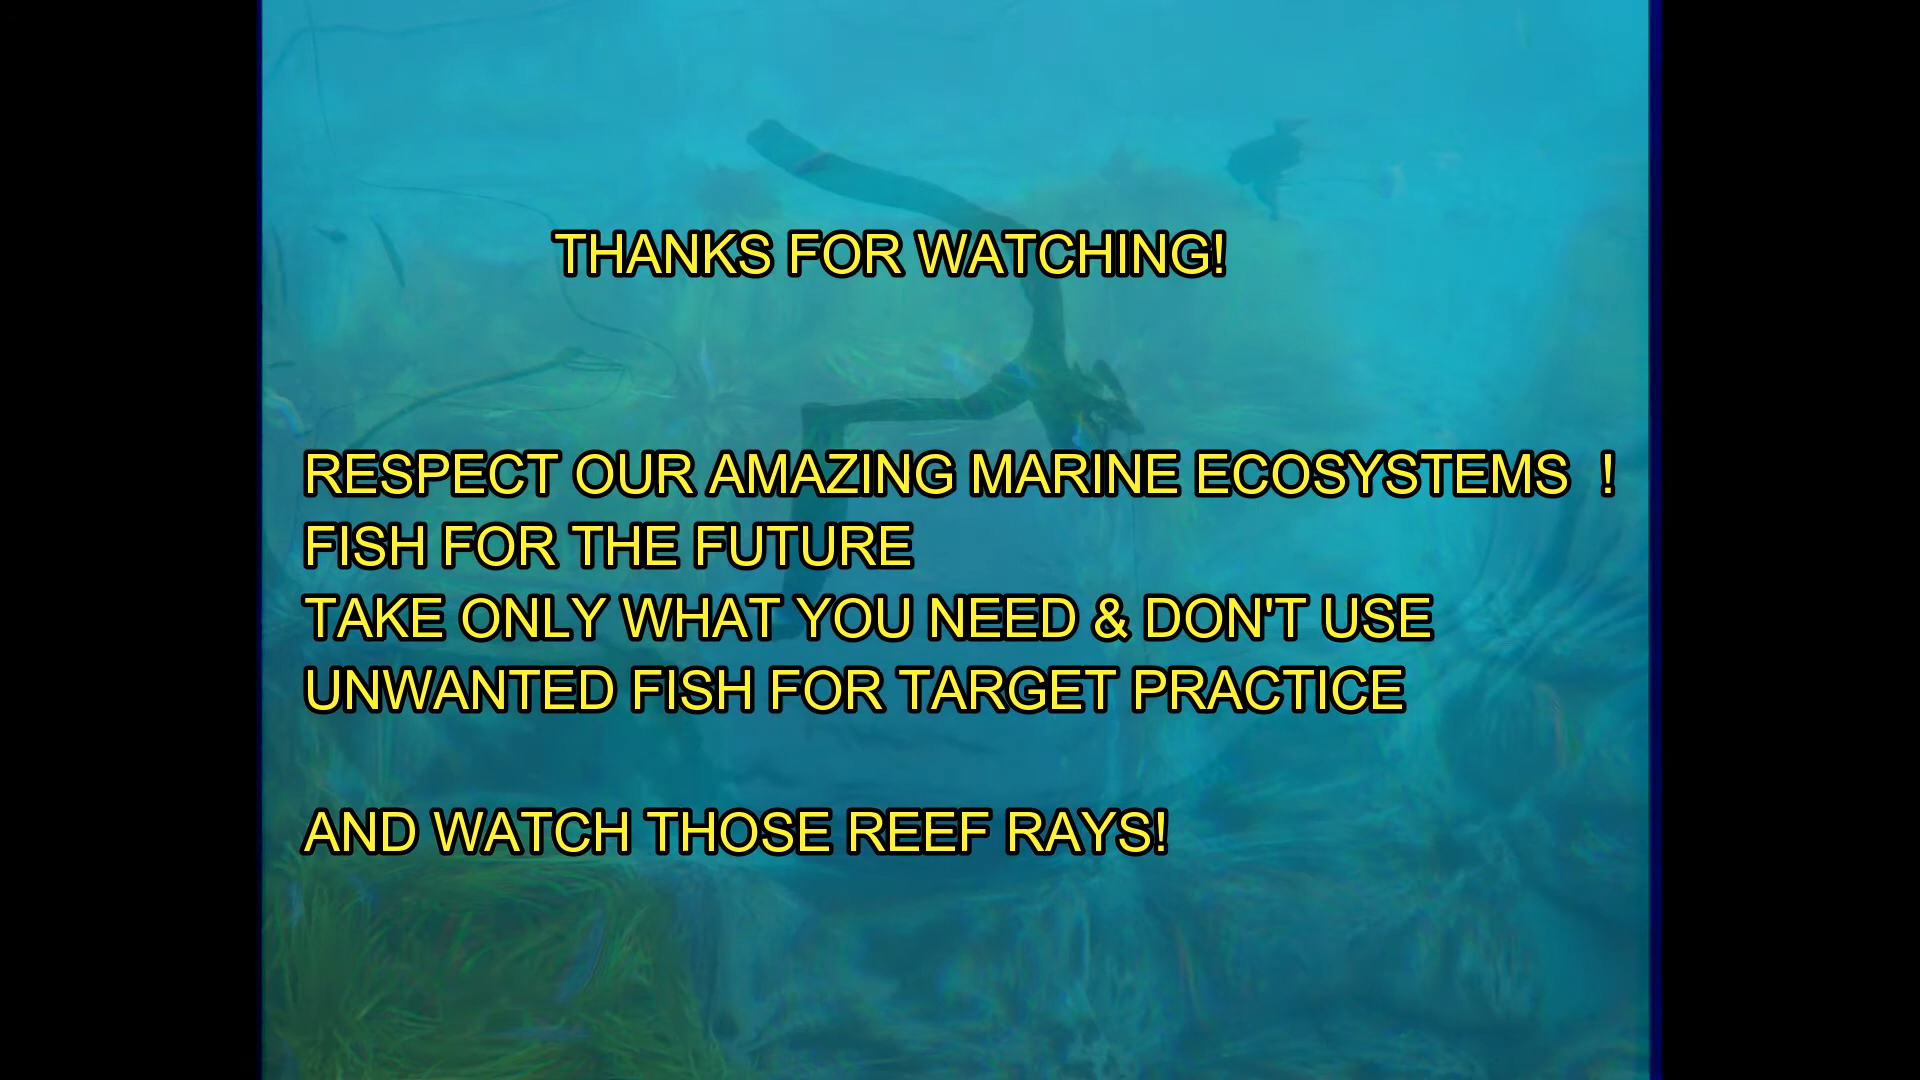 THANKS FOR WATCHING!
RESPECT OUR AMAZING MARINE ECOSYSTEMS  !
FISH FOR THE FUTURE
TAKE ONLY WHAT YOU NEED & DON'T USE
UNWANTED FISH FOR TARGET PRACTICE
AND WATCH THOSE REEF RAYS!